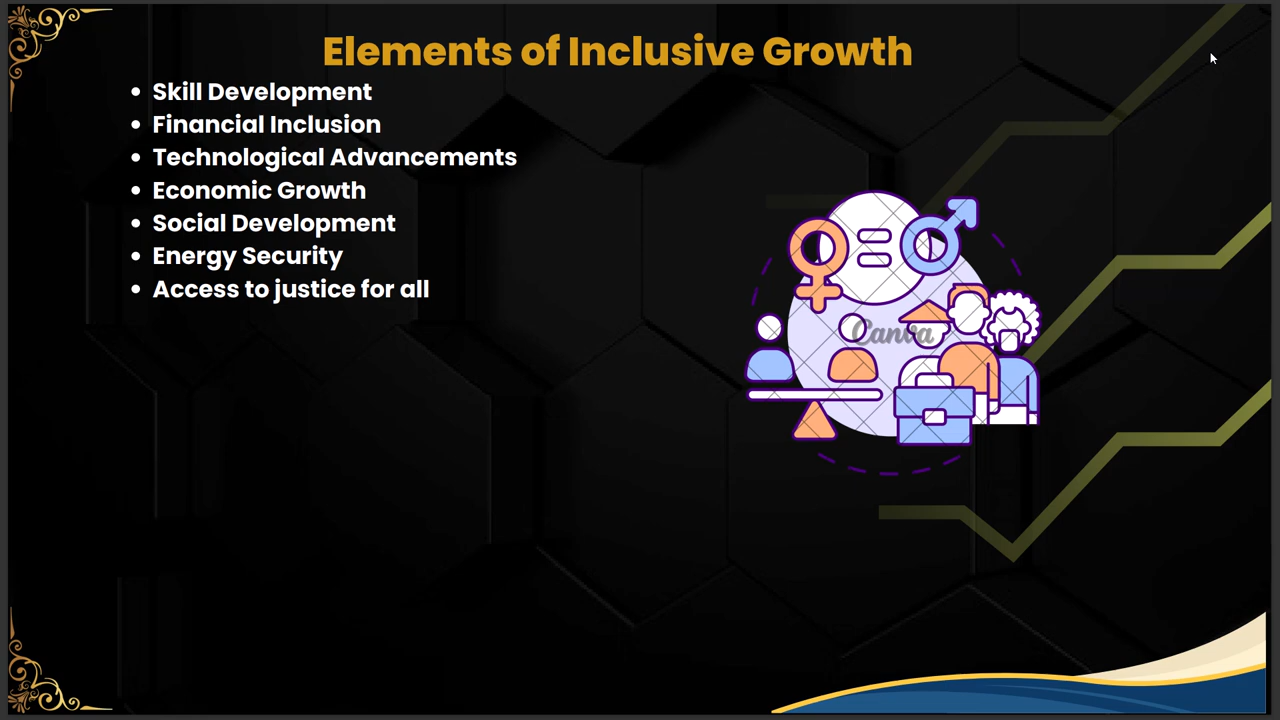 Elements of Inclusive Growth
• Skill Development
• Financial Inclusion
• Technological Advancements
• Economic Growth
• Social Development
• Energy Security
• Access to justice for all
Canva